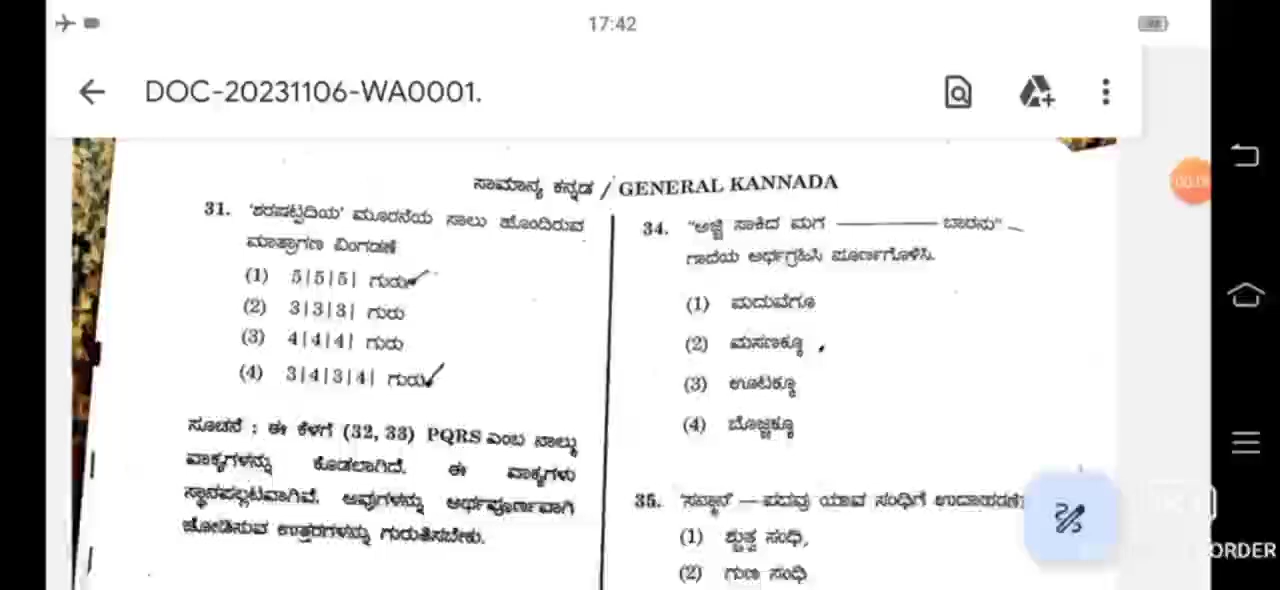 17:42
DOC-20231106-WA0001.
00:06
ಸಾಮಾನ್ಯ ಕನ್ನಡ / GENERAL KANNADA
31. 'ಶರಷಟ್ಪದಿಯ' ಮೂರನೆಯ ಸಾಲು ಹೊಂದಿರುವ
ಮಾತ್ರಾಗಣ ವಿಂಗಡಣೆ
(1) 5|5|5| ಗುರು
(2) 3|3|3| ಗುರು
(3) 4|4|4| ಗುರು
(4) 3|4|3|4| ಗುರು
ಸೂಚನೆ : ಈ ಕೆಳಗೆ (32, 33) PQRS ಎಂಬ ನಾಲ್ಕು
ವಾಕ್ಯಗಳನ್ನು ಕೊಡಲಾಗಿದೆ. ಈ ವಾಕ್ಯಗಳು
ಸ್ಥಾನಪಲ್ಲಟವಾಗಿವೆ. ಅವುಗಳನ್ನು ಅರ್ಥಪೂರ್ಣವಾಗಿ
ಜೋಡಿಸುವ ಉತ್ತರಗಳನ್ನು ಗುರುತಿಸಬೇಕು.
34. "ಅಜ್ಜಿ ಸಾಕಿದ ಮಗ ———— ಬಾರನು" –
ಗಾದೆಯ ಅರ್ಥಗ್ರಹಿಸಿ ಪೂರ್ಣಗೊಳಿಸಿ.
(1) ಮದುವೆಗೂ
(2) ಮಸಣಕ್ಕೂ
(3) ಊಟಕ್ಕೂ
(4) ಬೊಜ್ಜಕ್ಕೂ
35. — ಪದವು ಯಾವ ಸಂಧಿಗೆ ಉದಾಹರಣೆ
(1) ಶ್ಚುತ್ವ ಸಂಧಿ
(2) ಗುಣ ಸಂಧಿ
ORDER